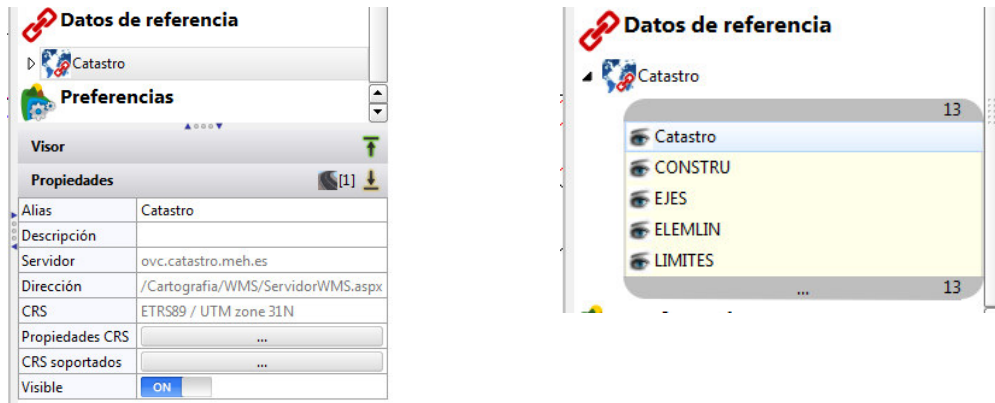 Datos de referencia
Catastro
Preferencias
Visor
Propiedades [1]
Alias Catastro
Descripción
Servidor ovc.catastro.meh.es
Dirección /Cartografia/WMS/ServidorWMS.aspx
CRS ETRS89 / UTM zone 31N
Propiedades CRS ...
CRS soportados ...
Visible ON
Datos de referencia
Catastro
13
Catastro
CONSTRU
EJES
ELEMLIN
LIMITES
... 13